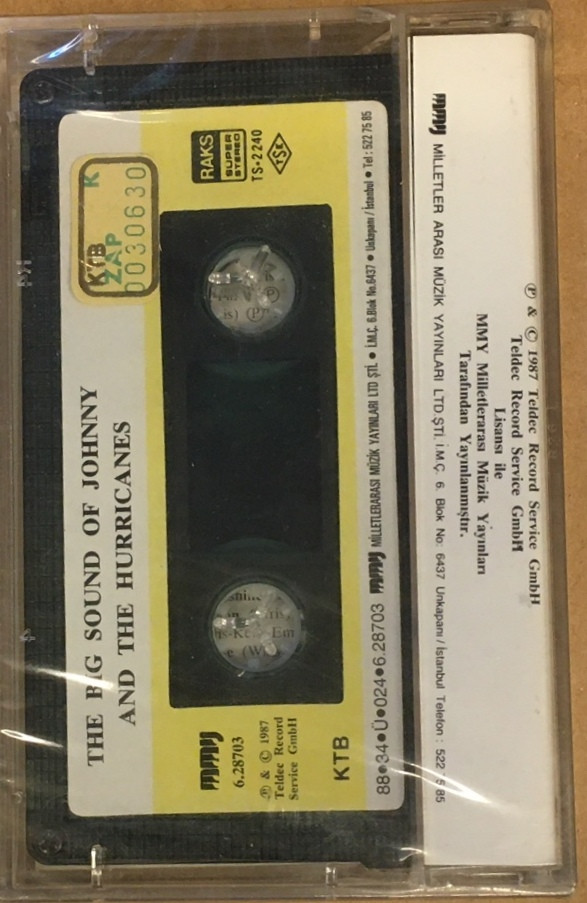 THE BIG SOUND OF JOHNNY
AND THE HURRICANES
KTB K
ZAP
0030630
RAKS
SUPER
STEREO
TS-2240
TSE
is) ℗
mmy
6.28703
℗ & © 1987
Teldec Record
Service GmbH
KTB
88•34•Ü•024•6.28703 mmy MİLLETLERARASI MÜZİK YAYINLARI LTD ŞTİ. • İ.M.Ç. 6.Blok No.6437 • Unkapanı / İstanbul • Tel : 522 75 85
mmy MİLLETLER ARASI MÜZİK YAYINLARI LTD.ŞTİ. İ.M.Ç. 6. Blok No: 6437 Unkapanı / İstanbul Telefon : 522 5 85
℗ & © 1987 Teldec Record Service GmbH
Teldec Record Service GmbH
Lisansı ile
MMY Milletlerarası Müzik Yayınları
Tarafından Yayınlanmıştır.